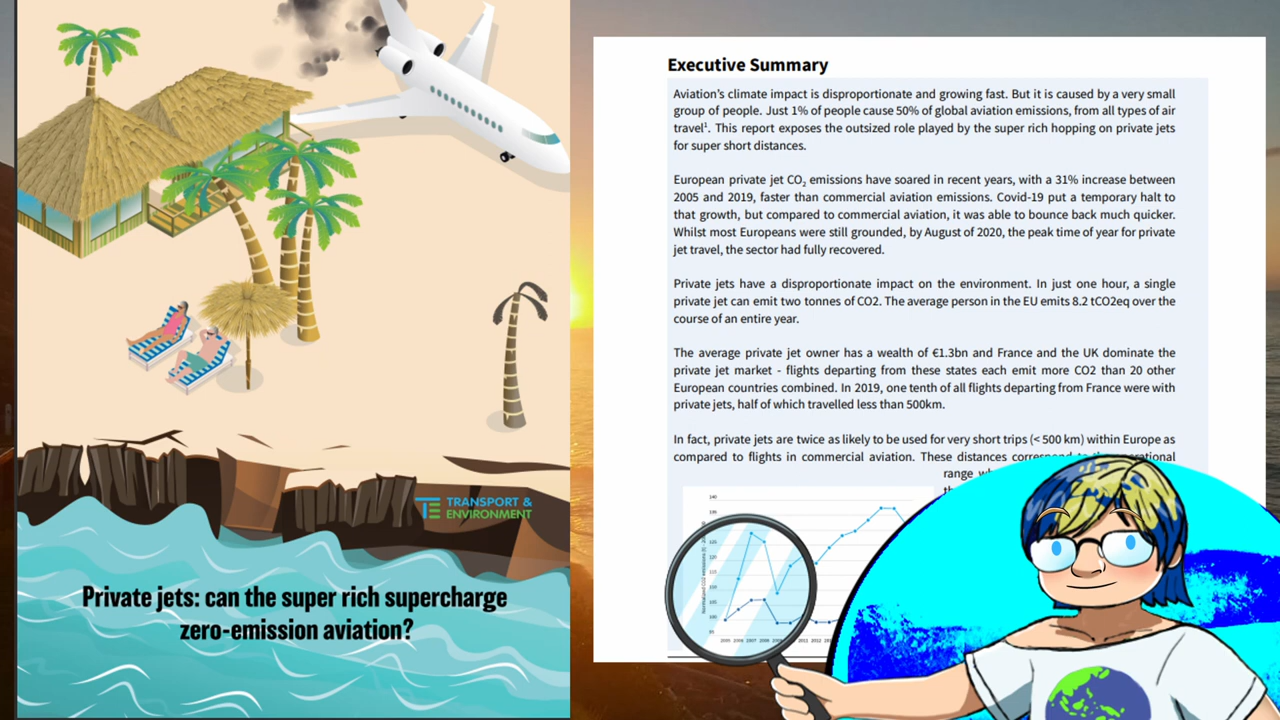 TRANSPORT &
ENVIRONMENT
Private jets: can the super rich supercharge
zero-emission aviation?
Executive Summary
Aviation's climate impact is disproportionate and growing fast. But it is caused by a very small
group of people. Just 1% of people cause 50% of global aviation emissions, from all types of air
travel¹. This report exposes the outsized role played by the super rich hopping on private jets
for super short distances.
European private jet CO₂ emissions have soared in recent years, with a 31% increase between
2005 and 2019, faster than commercial aviation emissions. Covid-19 put a temporary halt to
that growth, but compared to commercial aviation, it was able to bounce back much quicker.
Whilst most Europeans were still grounded, by August of 2020, the peak time of year for private
jet travel, the sector had fully recovered.
Private jets have a disproportionate impact on the environment. In just one hour, a single
private jet can emit two tonnes of CO2. The average person in the EU emits 8.2 tCO2eq over the
course of an entire year.
The average private jet owner has a wealth of €1.3bn and France and the UK dominate the
private jet market - flights departing from these states each emit more CO2 than 20 other
European countries combined. In 2019, one tenth of all flights departing from France were with
private jets, half of which travelled less than 500km.
In fact, private jets are twice as likely to be used for very short trips (< 500 km) within Europe as
compared to flights in commercial aviation. These distances
range
140
2005 2006 2007 2008
2011 2012